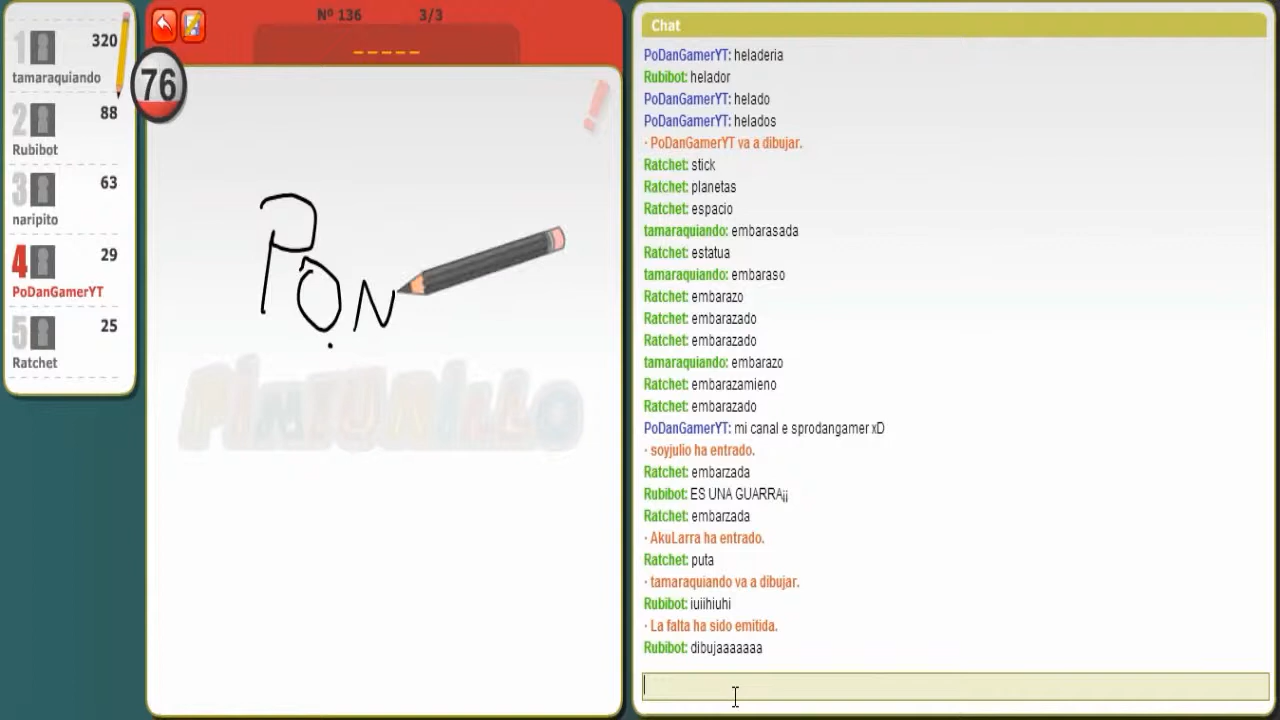 1 320
tamaraquiando
2 88
Rubibot
3 63
naripito
4 29
PoDanGamerYT
5 25
Ratchet
Nº 136 3/3
_ _ _ _ _
76
!
PON
PINTURILLO
Chat
PoDanGamerYT: heladeria
Rubibot: helador
PoDanGamerYT: helado
PoDanGamerYT: helados
· PoDanGamerYT va a dibujar.
Ratchet: stick
Ratchet: planetas
Ratchet: espacio
tamaraquiando: embarasada
Ratchet: estatua
tamaraquiando: embaraso
Ratchet: embarazo
Ratchet: embarazado
Ratchet: embarazado
tamaraquiando: embarazo
Ratchet: embarazamieno
Ratchet: embarazado
PoDanGamerYT: mi canal e sprodangamer xD
· soyjulio ha entrado.
Ratchet: embarzada
Rubibot: ES UNA GUARRA¡¡
Ratchet: embarzada
· AkuLarra ha entrado.
Ratchet: puta
· tamaraquiando va a dibujar.
Rubibot: iuiihiuhi
· La falta ha sido emitida.
Rubibot: dibujaaaaaaa